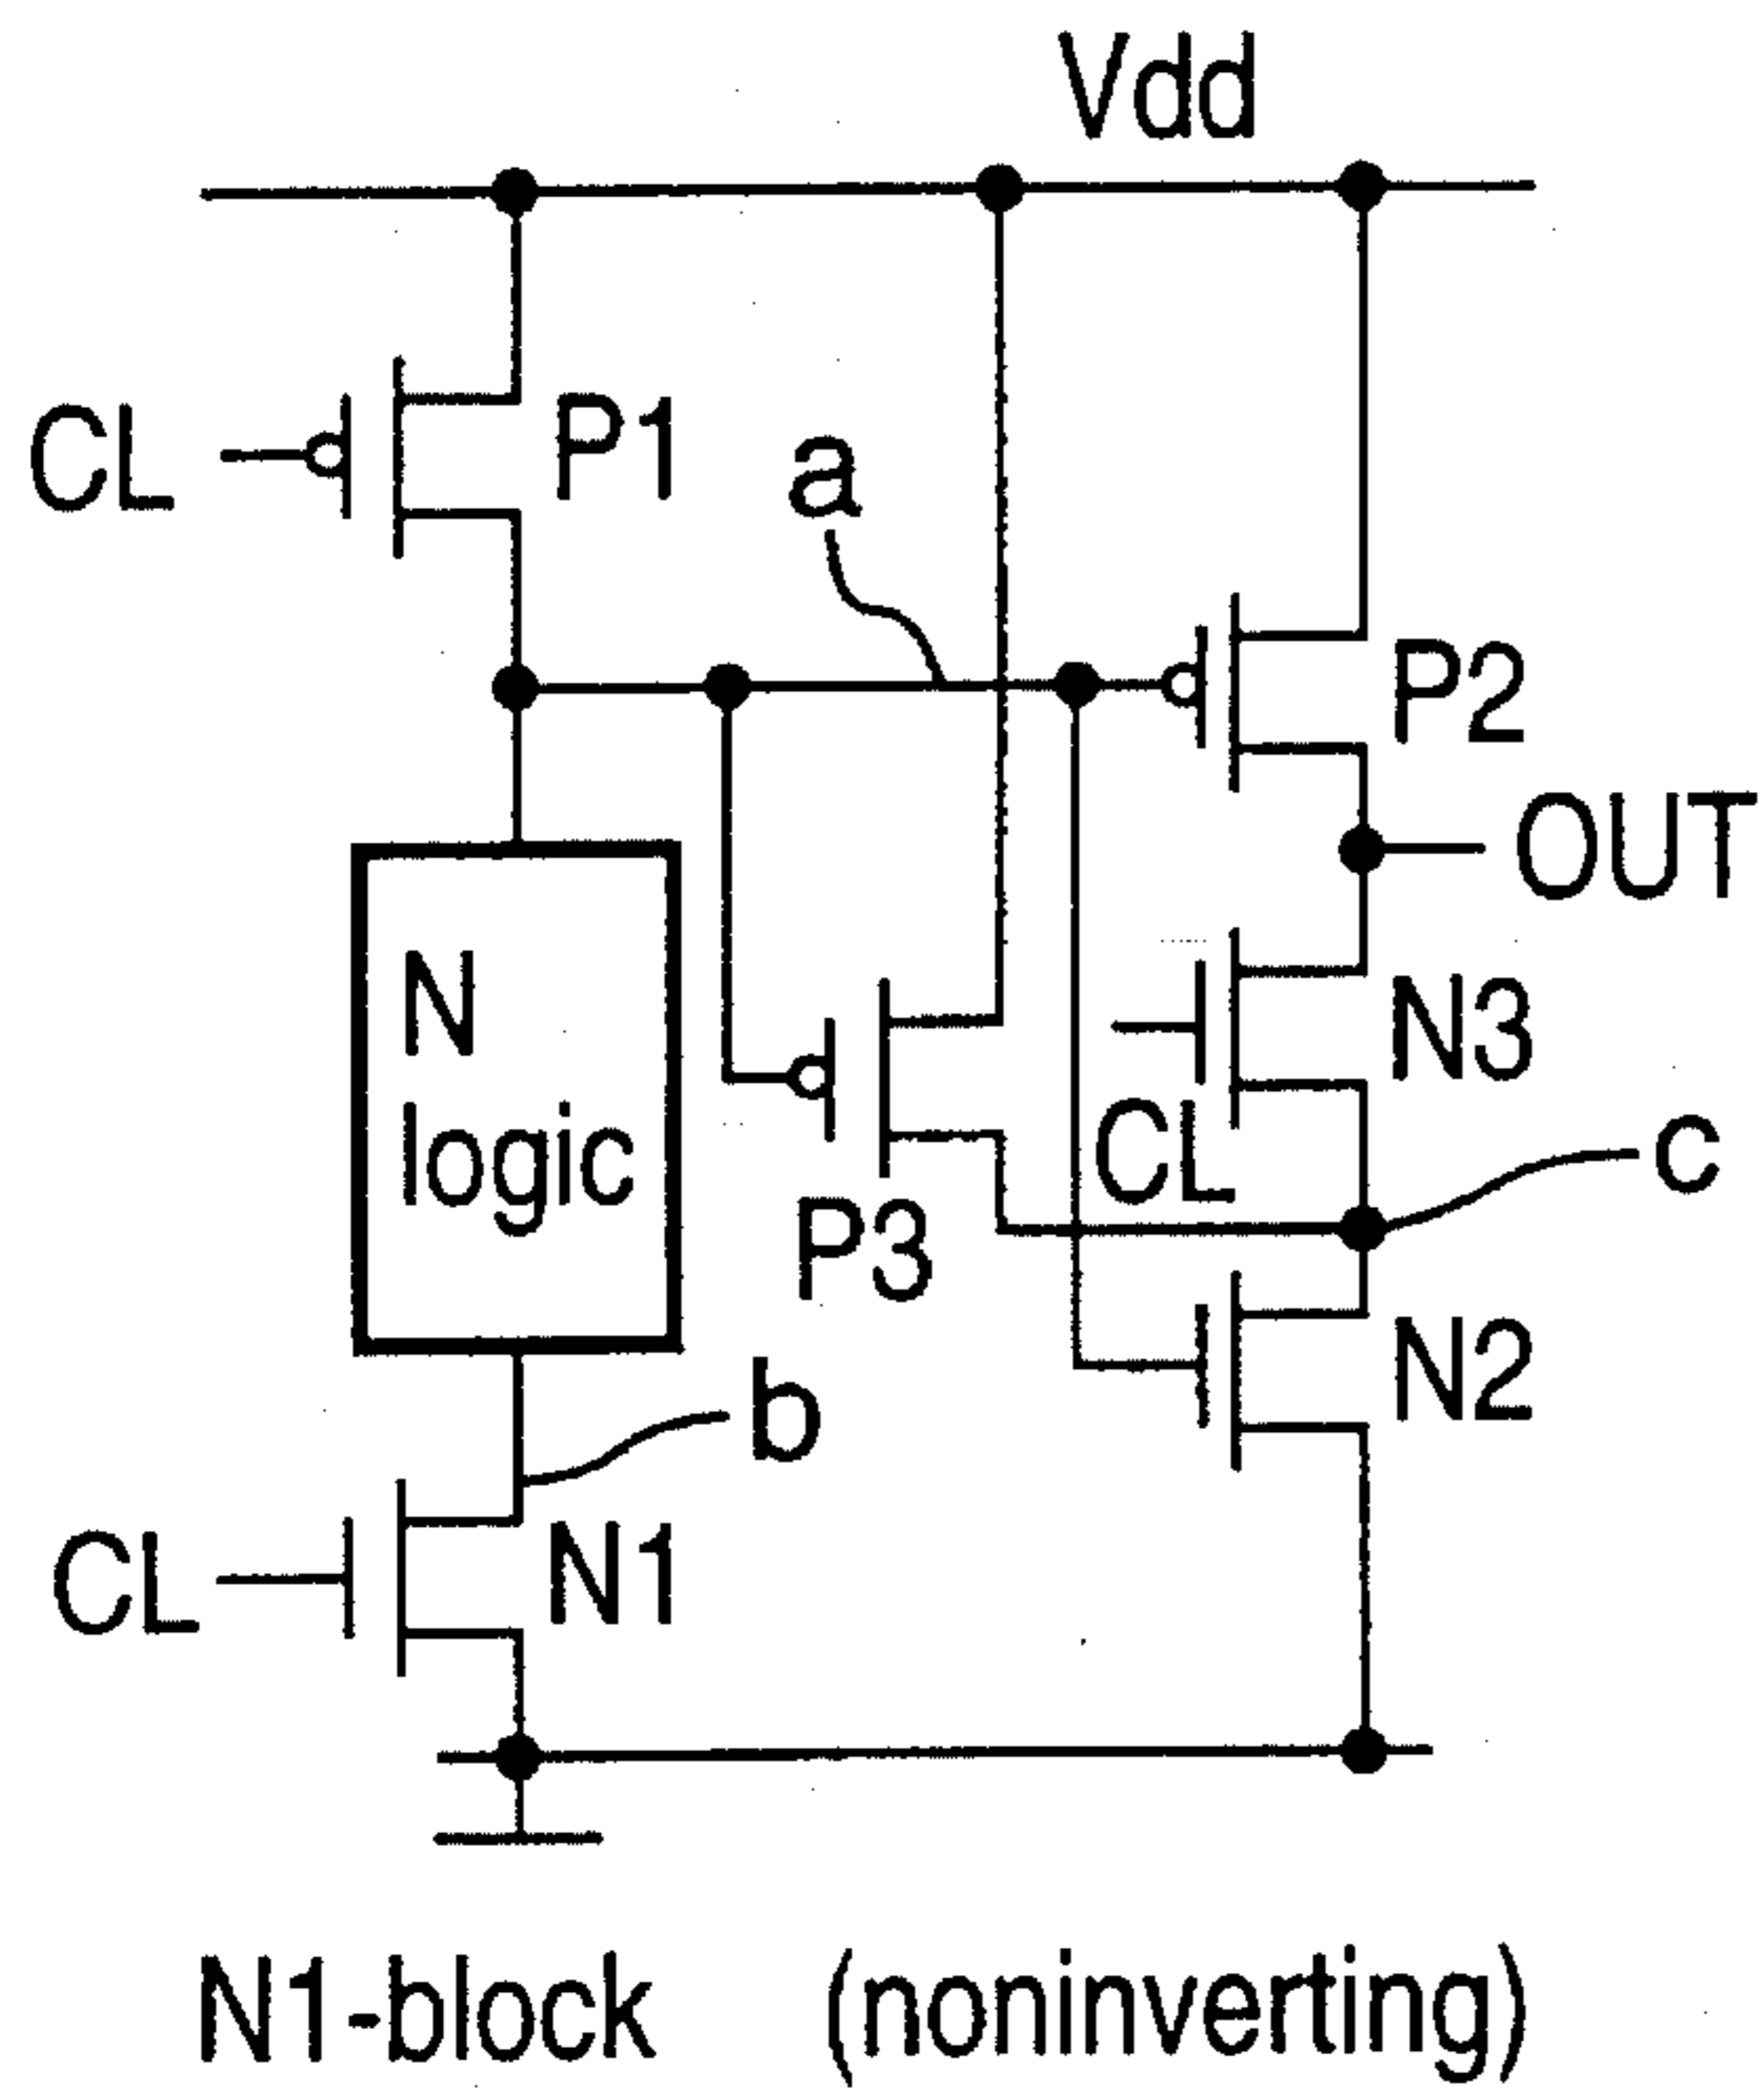 Vdd
CL
P1
a
P2
OUT
N
logic
N3
CL
c
P3
N2
b
CL
N1
N1-block (noninverting)